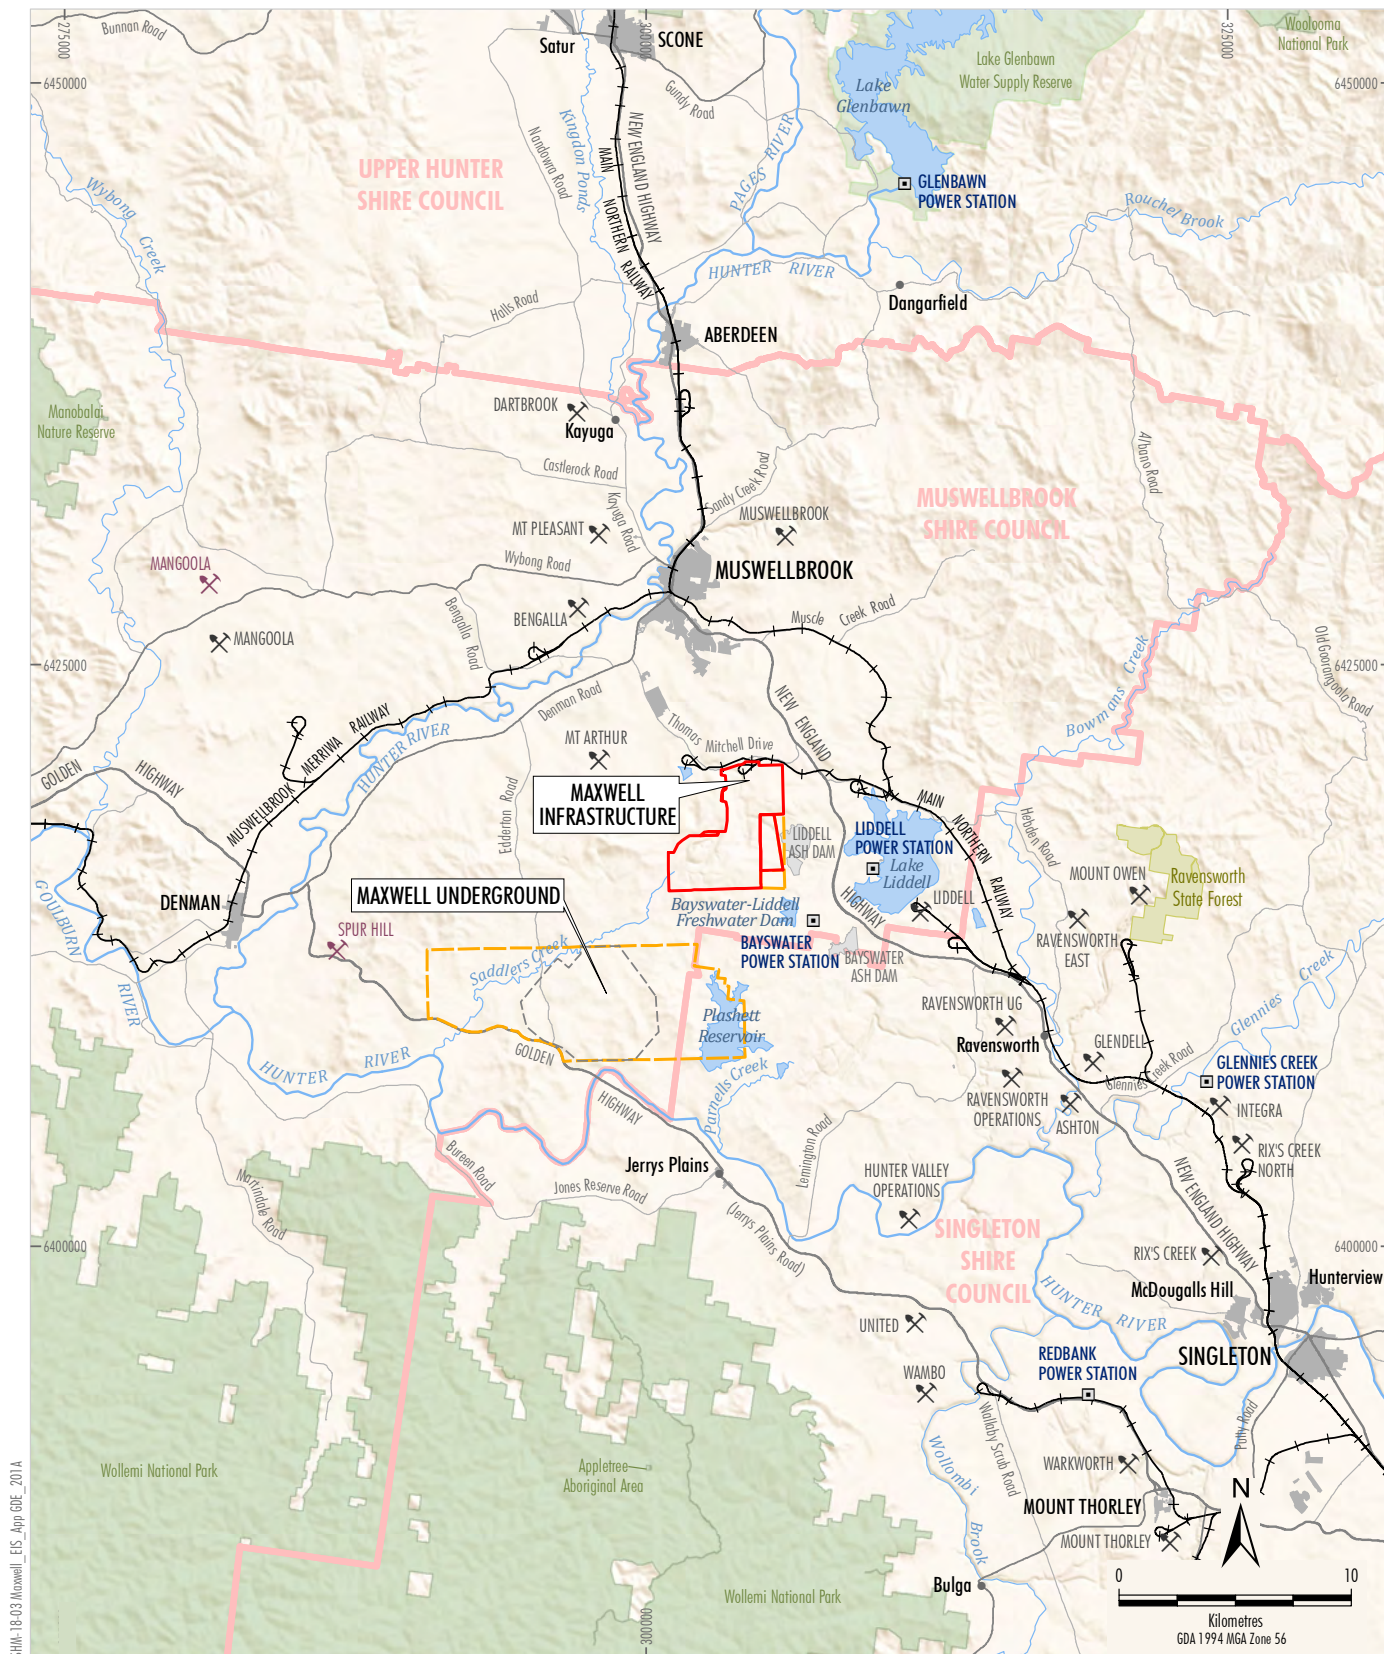 275000
300000
325000
Bunnan Road
Satur
SCONE
Woolooma
National Park
Lake Glenbawn
Water Supply Reserve
6450000
6450000
Lake
Glenbawn
Gundy Road
Kingdon Ponds
Nandowra Road
NEW ENGLAND HIGHWAY
MAIN
NORTHERN RAILWAY
PAGES RIVER
UPPER HUNTER
SHIRE COUNCIL
Wybong
Creek
GLENBAWN
POWER STATION
Rouchel Brook
HUNTER RIVER
Dangarfield
Halls Road
ABERDEEN
Manobalai
Nature Reserve
DARTBROOK
Kayuga
Castlerock Road
Kayuga Road
Sandy Creek Road
Albano Road
MUSWELLBROOK
SHIRE COUNCIL
MT PLEASANT
MUSWELLBROOK
Wybong Road
MUSWELLBROOK
MANGOOLA
BENGALLA
Bengalla Road
Muscle
Creek Road
MANGOOLA
Old Goorangoola Road
6425000
6425000
Bowmans Creek
Denman Road
NEW ENGLAND
Thomas
Mitchell Drive
MT ARTHUR
MUSWELLBROOK
MERRIWA RAILWAY
HUNTER RIVER
GOLDEN
HIGHWAY
Edderton Road
MAXWELL
INFRASTRUCTURE
MAIN
NORTHERN
RAILWAY
Hebden Road
LIDDELL
ASH DAM
LIDDELL
POWER STATION
Lake
Liddell
MOUNT OWEN
Ravensworth
State Forest
MAXWELL UNDERGROUND
DENMAN
Bayswater-Liddell
Freshwater Dam
HIGHWAY
LIDDELL
GOULBURN
RIVER
SPUR HILL
RAVENSWORTH
EAST
BAYSWATER
POWER STATION
BAYSWATER
ASH DAM
Saddlers Creek
Glennies Creek
RAVENSWORTH UG
Plashett
Reservoir
Ravensworth
GLENDELL
Glennies Creek Road
GLENNIES CREEK
POWER STATION
GOLDEN
HIGHWAY
HUNTER RIVER
Parnells Creek
RAVENSWORTH
OPERATIONS
ASHTON
INTEGRA
Lemington Road
RIX'S CREEK
NORTH
Bureen Road
Jerrys Plains
Jones Reserve Road
Martindale Road
HUNTER VALLEY
OPERATIONS
NEW ENGLAND HIGHWAY
(Jerrys Plains Road)
SINGLETON
SHIRE
COUNCIL
6400000
6400000
RIX'S CREEK
McDougalls Hill
Hunterview
HUNTER RIVER
UNITED
REDBANK
POWER STATION
SINGLETON
WAMBO
Wallaby Scrub Road
Putty Road
Wollombi
Brook
WARKWORTH
Wollemi National Park
Appletree
Aboriginal Area
MOUNT THORLEY
MOUNT THORLEY
N
Bulga
Wollemi National Park
0 10
Kilometres
GDA 1994 MGA Zone 56
300000
SHM-18-03 Maxwell_EIS_App GDE_201A